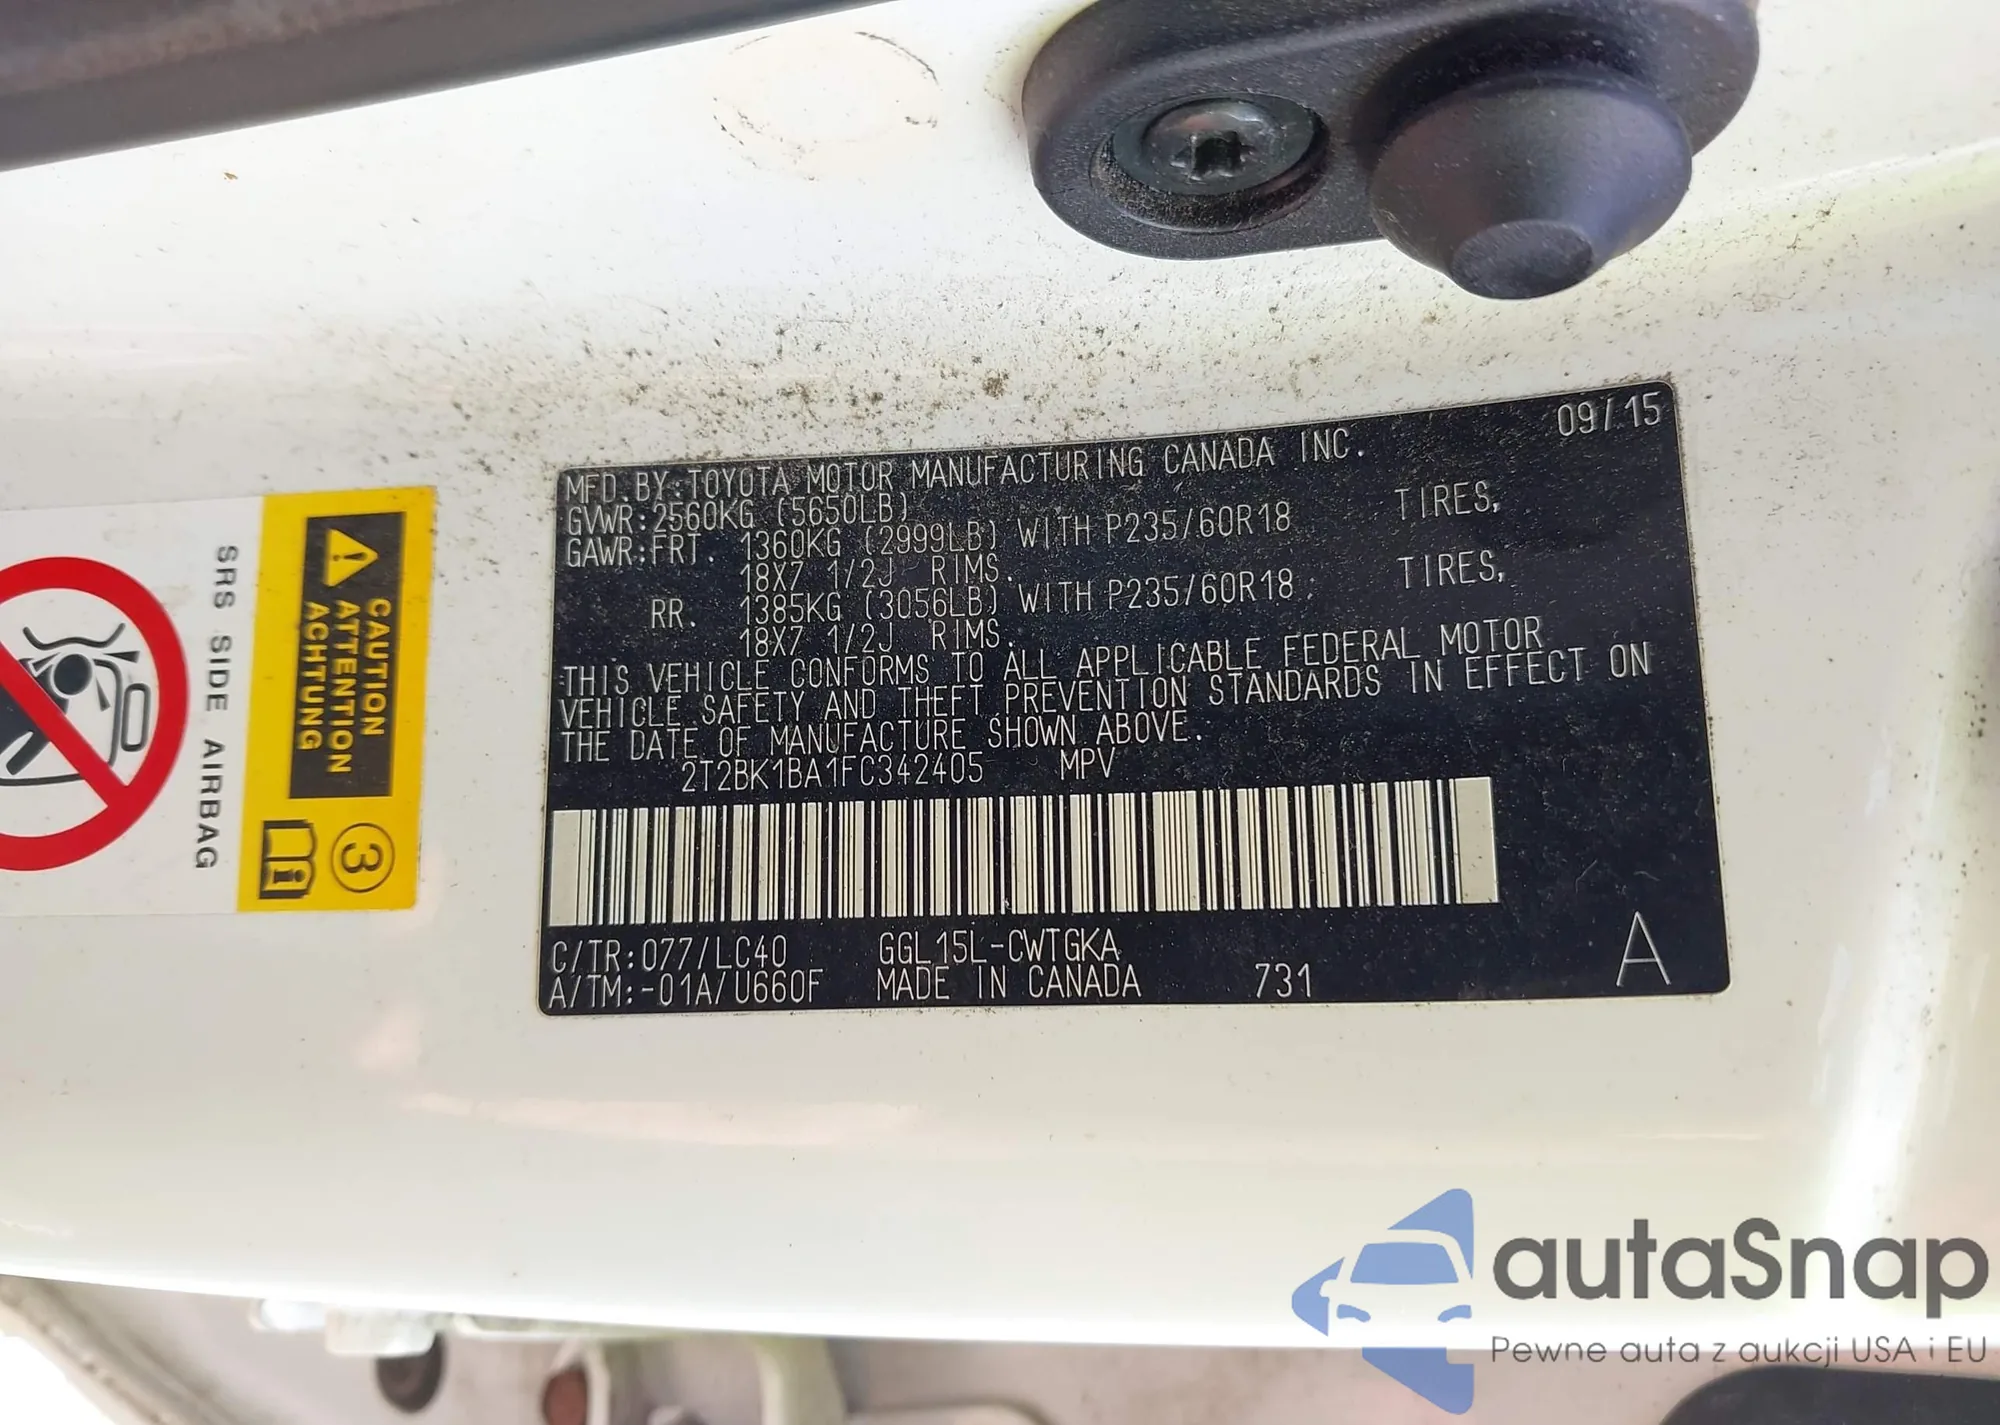 09/15
MFD.BY:TOYOTA MOTOR MANUFACTURING CANADA INC.
GVWR:2560KG (5650LB)
GAWR:FRT. 1360KG (2999LB) WITH P235/60R18 TIRES,
18X7 1/2J RIMS.
RR. 1385KG (3056LB) WITH P235/60R18 TIRES,
18X7 1/2J RIMS.
THIS VEHICLE CONFORMS TO ALL APPLICABLE FEDERAL MOTOR
VEHICLE SAFETY AND THEFT PREVENTION STANDARDS IN EFFECT ON
THE DATE OF MANUFACTURE SHOWN ABOVE.
2T2BK1BA1FC342405 MPV
C/TR:077/LC40 GGL15L-CWTGKA
A/TM:-01A/U660F MADE IN CANADA 731 A
CAUTION
ATTENTION
ACHTUNG
SRS SIDE AIRBAG
3
i
autaSnap
Pewne auta z aukcji USA i EU